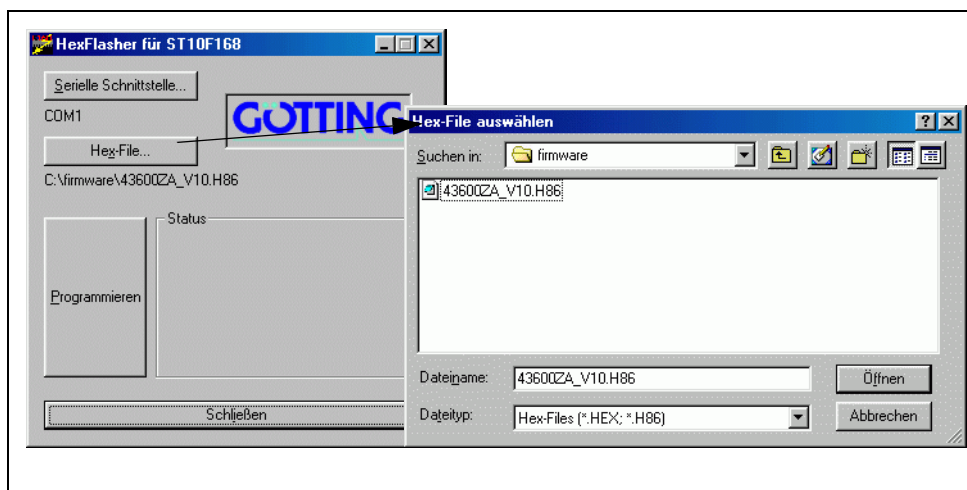 HexFlasher für ST10F168
Serielle Schnittstelle...
COM1
GÖTTING
Hex-File...
C:\firmware\43600ZA_V10.H86
Status
Programmieren
Schließen
Hex-File auswählen
Suchen in:
firmware
43600ZA_V10.H86
Dateiname:
43600ZA_V10.H86
Öffnen
Dateityp:
Hex-Files (*.HEX; *.H86)
Abbrechen